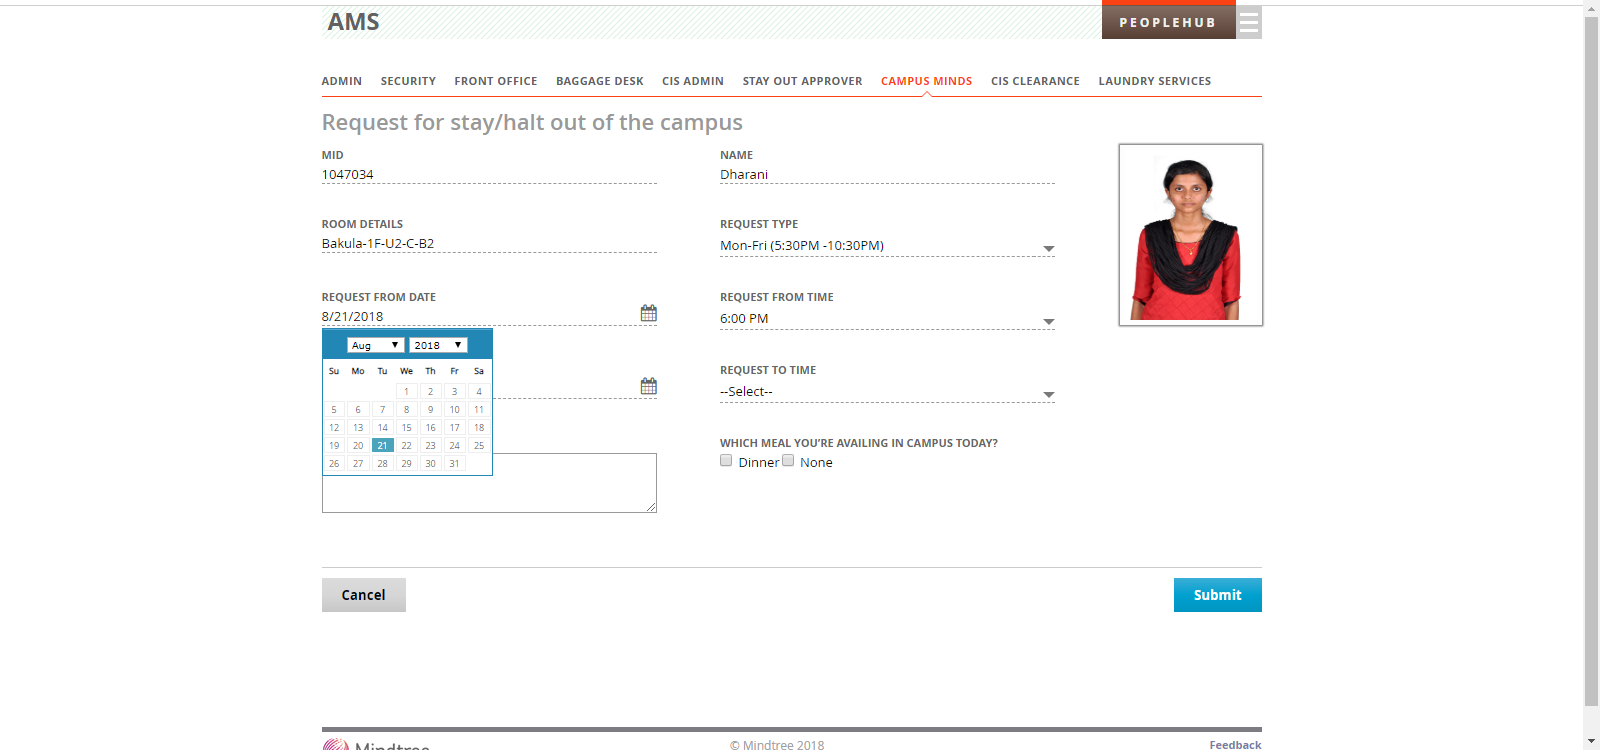 AMS
PEOPLEHUB
ADMIN SECURITY FRONT OFFICE BAGGAGE DESK CIS ADMIN STAY OUT APPROVER CAMPUS MINDS CIS CLEARANCE LAUNDRY SERVICES
Request for stay/halt out of the campus
MID
1047034
NAME
Dharani
ROOM DETAILS
Bakula-1F-U2-C-B2
REQUEST TYPE
Mon-Fri (5:30PM -10:30PM)
REQUEST FROM DATE
8/21/2018
REQUEST FROM TIME
6:00 PM
Aug 2018
Su Mo Tu We Th Fr Sa
1 2 3 4
5 6 7 8 9 10 11
12 13 14 15 16 17 18
19 20 21 22 23 24 25
26 27 28 29 30 31
REQUEST TO TIME
--Select--
WHICH MEAL YOU'RE AVAILING IN CAMPUS TODAY?
Dinner None
Cancel
Submit
Mindtree
© Mindtree 2018
Feedback